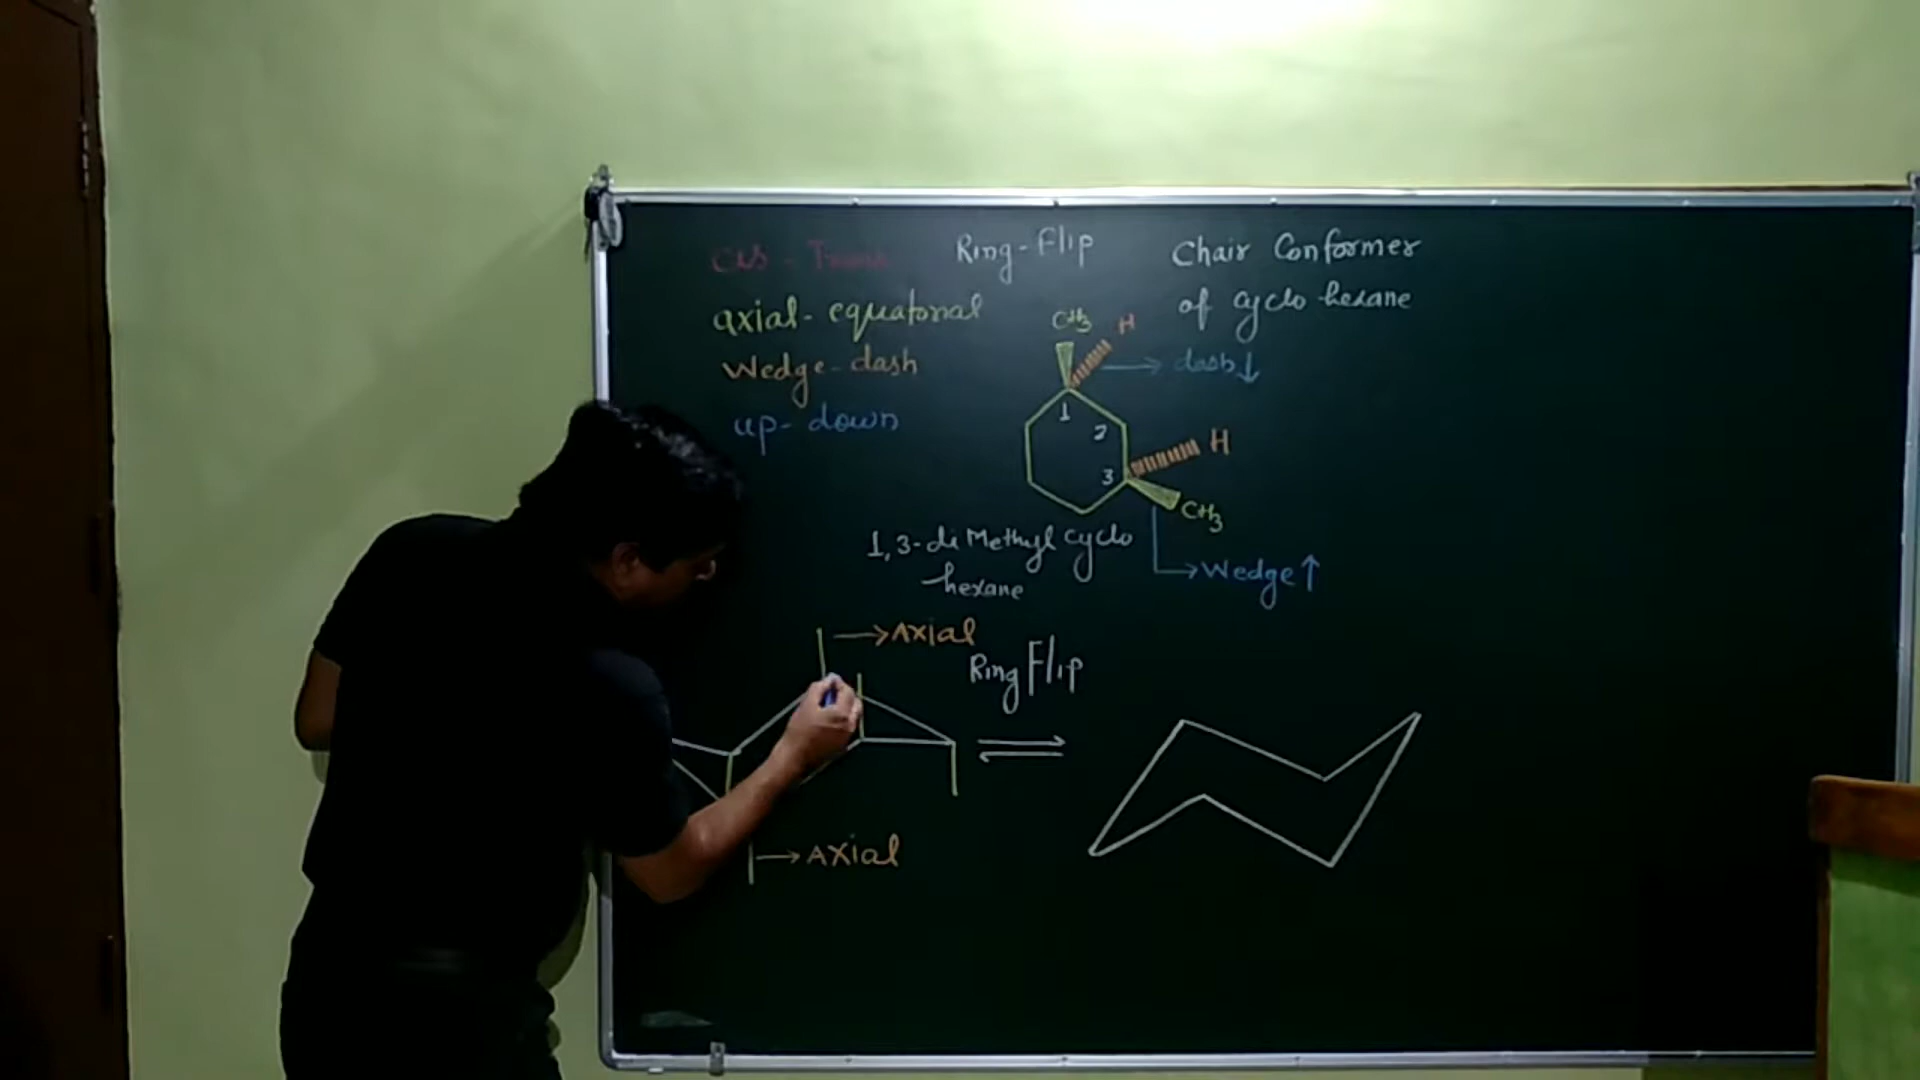 Cis - Trans
Ring-Flip
Chair Conformer
of cyclo hexane
axial- equatorial
Wedge-dash
up- down
CH3
H
dash↓
1
2
3
H
CH3
Wedge↑
1,3-di Methyl cyclo
hexane
→Axial
Ring Flip
→AXial